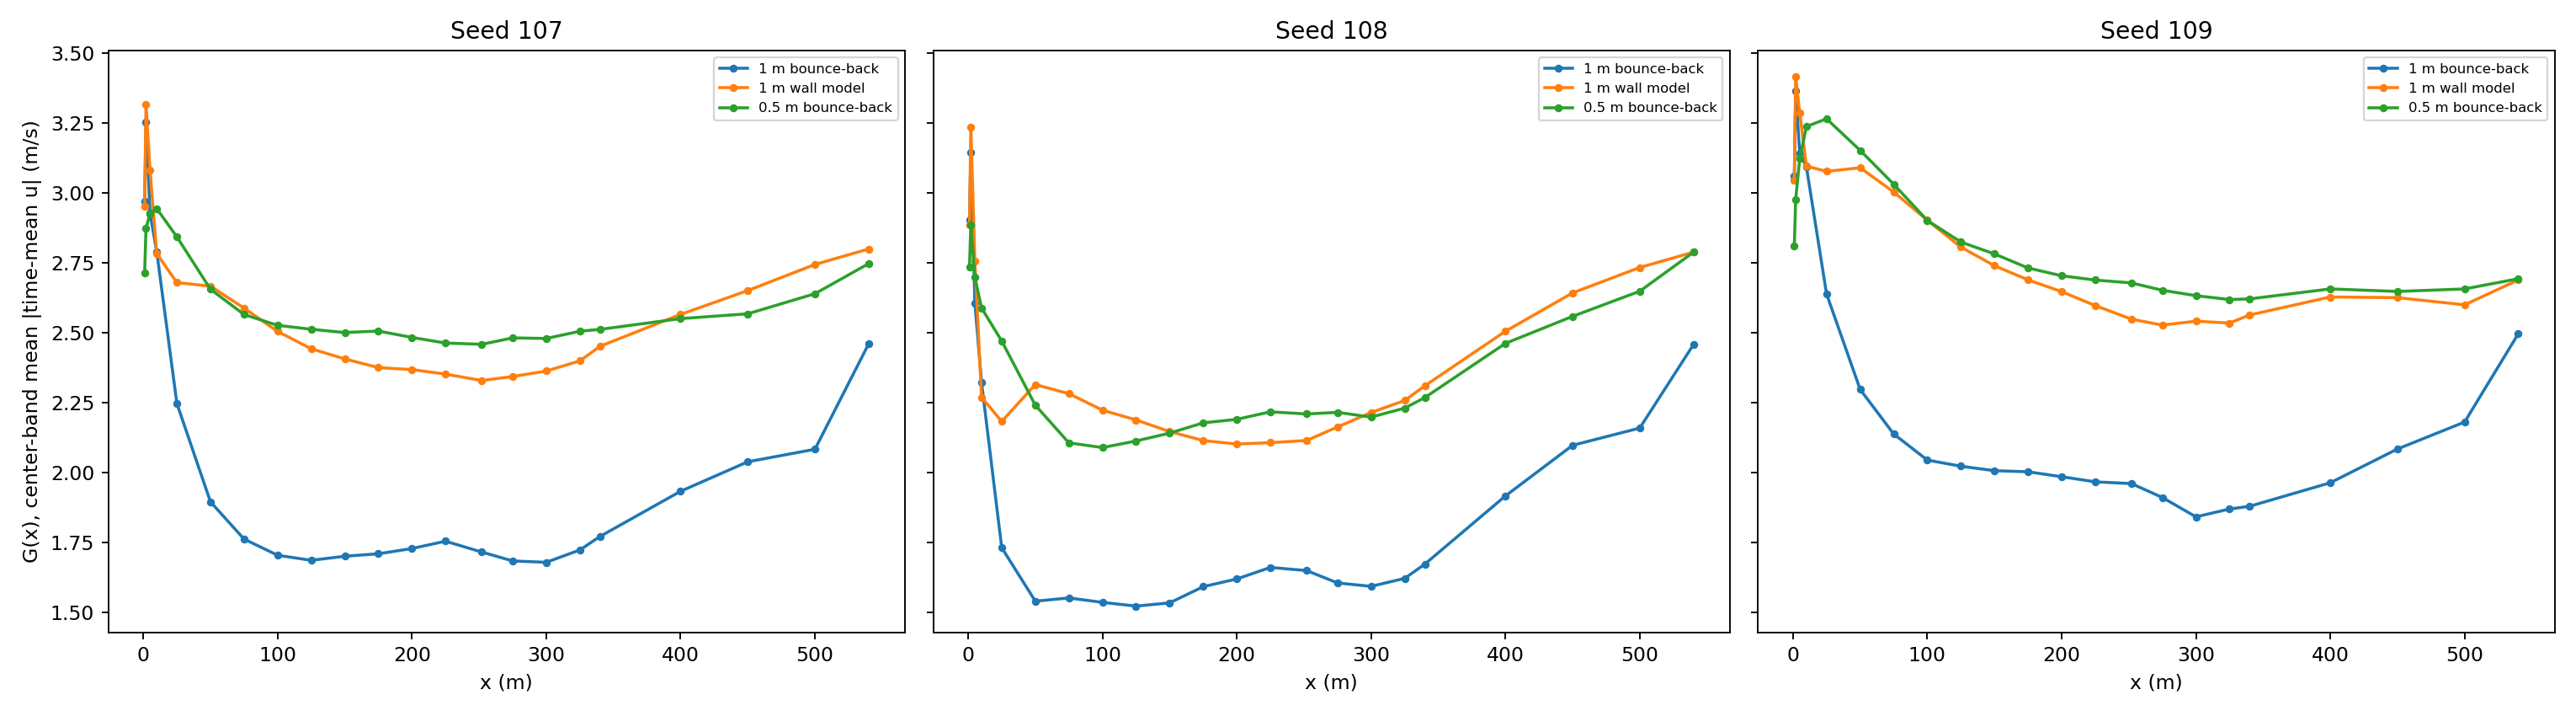 Seed 107
Seed 108
Seed 109
G(x), center-band mean |time-mean u| (m/s)
3.50
3.25
3.00
2.75
2.50
2.25
2.00
1.75
1.50
1 m bounce-back
1 m wall model
0.5 m bounce-back
1 m bounce-back
1 m wall model
0.5 m bounce-back
1 m bounce-back
1 m wall model
0.5 m bounce-back
0 100 200 300 400 500
0 100 200 300 400 500
0 100 200 300 400 500
x (m)
x (m)
x (m)